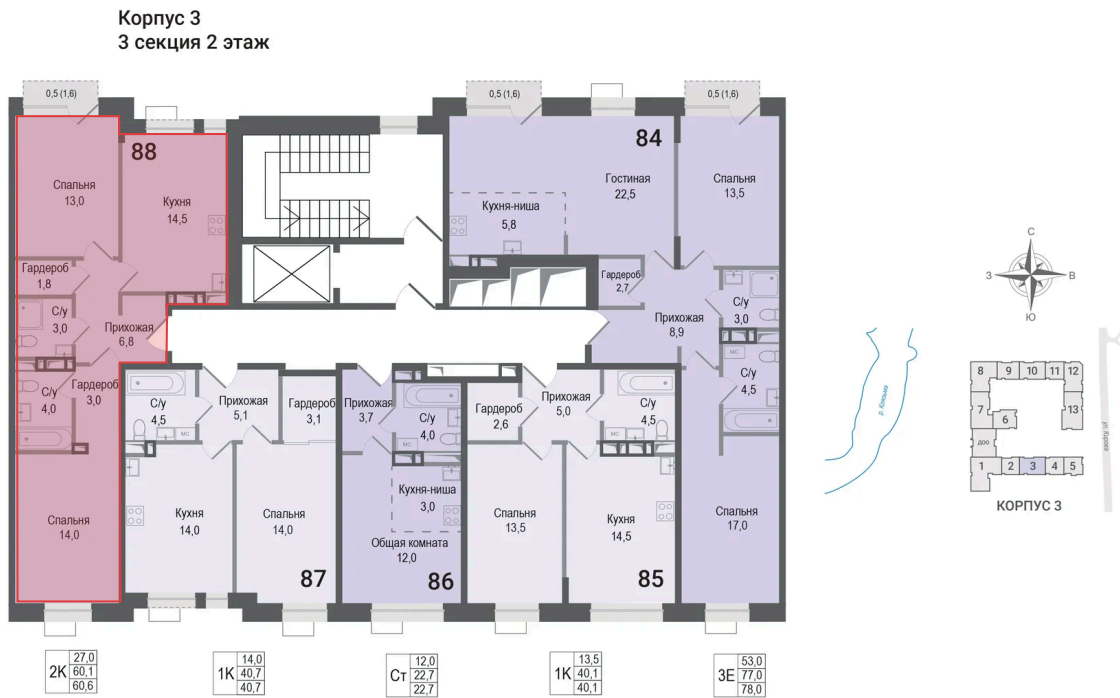 Корпус 3
3 секция 2 этаж
0,5 (1,6)
0,5 (1,6)
0,5 (1,6)
88
Спальня
13,0
Кухня
14,5
Гардероб
1,8
С/у
3,0
Прихожая
6,8
С/у
4,0
Гардероб
3,0
Спальня
14,0
84
Гостиная
22,5
Кухня-ниша
5,8
Спальня
13,5
Гардероб
2,7
Прихожая
8,9
С/у
3,0
МС
С/у
4,5
Спальня
17,0
С/у
4,5
МС
Прихожая
5,1
Гардероб
3,1
Кухня
14,0
Спальня
14,0
87
Прихожая
3,7
С/у
4,0
МС
Кухня-ниша
3,0
Общая комната
12,0
86
Гардероб
2,6
Прихожая
5,0
С/у
4,5
МС
Спальня
13,5
Кухня
14,5
85
2К
27,0
60,1
60,6
1К
14,0
40,7
40,7
Ст
12,0
22,7
22,7
1К
13,5
40,1
40,1
3Е
53,0
77,0
78,0
С
З
В
Ю
8
9
10
11
12
7
6
13
ДОО
1
2
3
4
5
КОРПУС 3